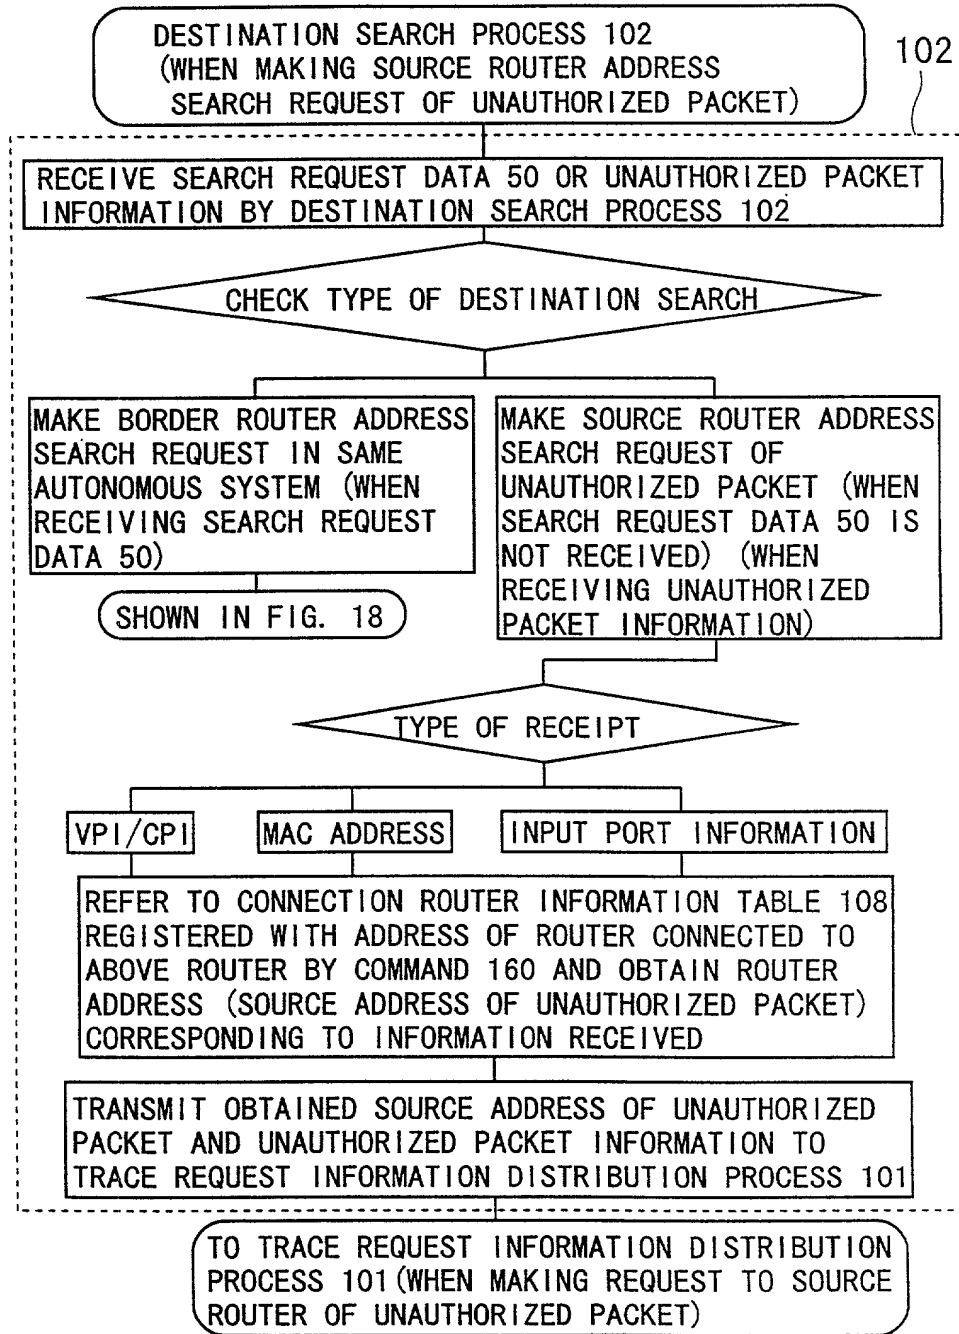 DESTINATION SEARCH PROCESS 102
(WHEN MAKING SOURCE ROUTER ADDRESS
SEARCH REQUEST OF UNAUTHORIZED PACKET)
102
RECEIVE SEARCH REQUEST DATA 50 OR UNAUTHORIZED PACKET
INFORMATION BY DESTINATION SEARCH PROCESS 102
CHECK TYPE OF DESTINATION SEARCH
MAKE BORDER ROUTER ADDRESS
SEARCH REQUEST IN SAME
AUTONOMOUS SYSTEM (WHEN
RECEIVING SEARCH REQUEST
DATA 50)
SHOWN IN FIG. 18
MAKE SOURCE ROUTER ADDRESS
SEARCH REQUEST OF
UNAUTHORIZED PACKET (WHEN
SEARCH REQUEST DATA 50 IS
NOT RECEIVED) (WHEN
RECEIVING UNAUTHORIZED
PACKET INFORMATION)
TYPE OF RECEIPT
VPI/CPI
MAC ADDRESS
INPUT PORT INFORMATION
REFER TO CONNECTION ROUTER INFORMATION TABLE 108
REGISTERED WITH ADDRESS OF ROUTER CONNECTED TO
ABOVE ROUTER BY COMMAND 160 AND OBTAIN ROUTER
ADDRESS (SOURCE ADDRESS OF UNAUTHORIZED PACKET)
CORRESPONDING TO INFORMATION RECEIVED
TRANSMIT OBTAINED SOURCE ADDRESS OF UNAUTHORIZED
PACKET AND UNAUTHORIZED PACKET INFORMATION TO
TRACE REQUEST INFORMATION DISTRIBUTION PROCESS 101
TO TRACE REQUEST INFORMATION DISTRIBUTION
PROCESS 101(WHEN MAKING REQUEST TO SOURCE
ROUTER OF UNAUTHORIZED PACKET)